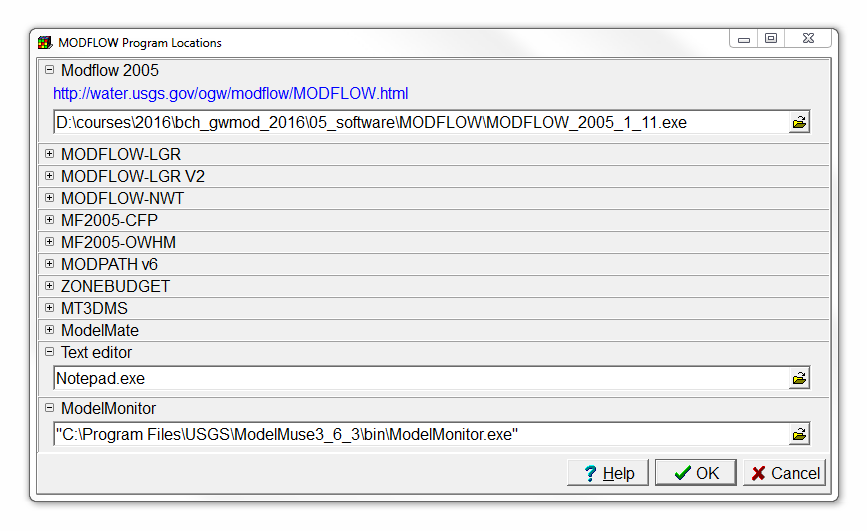 MODFLOW Program Locations
Modflow 2005
http://water.usgs.gov/ogw/modflow/MODFLOW.html
D:\courses\2016\bch_gwmod_2016\05_software\MODFLOW\MODFLOW_2005_1_11.exe
MODFLOW-LGR
MODFLOW-LGR V2
MODFLOW-NWT
MF2005-CFP
MF2005-OWHM
MODPATH v6
ZONEBUDGET
MT3DMS
ModelMate
Text editor
Notepad.exe
ModelMonitor
"C:\Program Files\USGS\ModelMuse3_6_3\bin\ModelMonitor.exe"
? Help OK Cancel